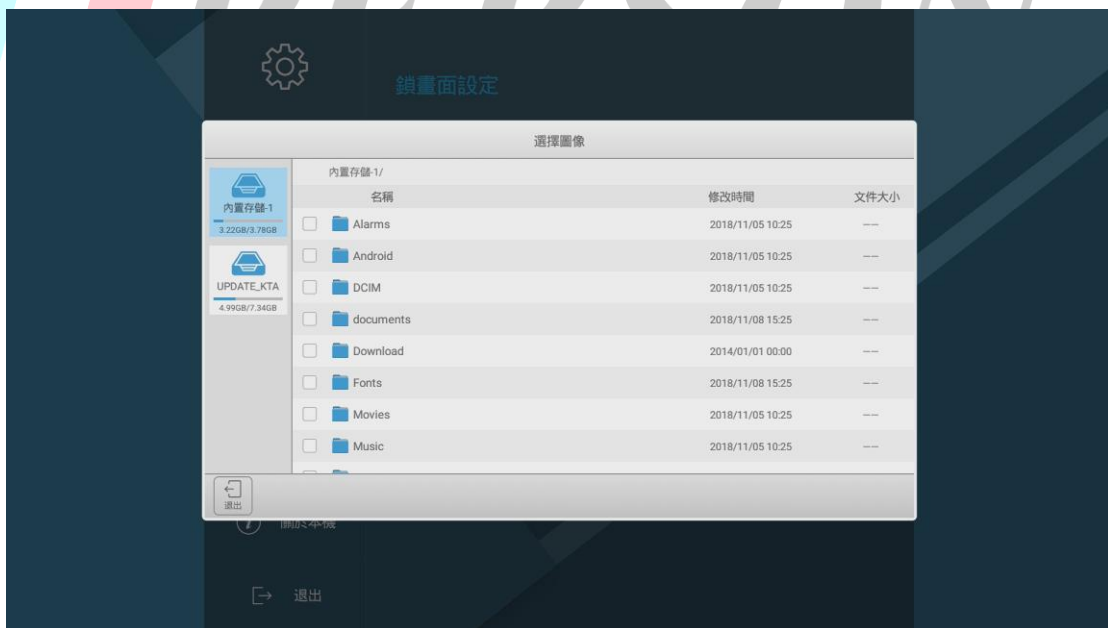 鎖畫面設定
選擇圖像
內置存儲-1
3.22GB/3.78GB
UPDATE_KTA
4.99GB/7.34GB
內置存儲-1/
名稱 修改時間 文件大小
Alarms 2018/11/05 10:25 ---
Android 2018/11/05 10:25 ---
DCIM 2018/11/05 10:25 ---
documents 2018/11/08 15:25 ---
Download 2014/01/01 00:00 ---
Fonts 2018/11/08 15:25 ---
Movies 2018/11/05 10:25 ---
Music 2018/11/05 10:25 ---
退出
關於本機
退出